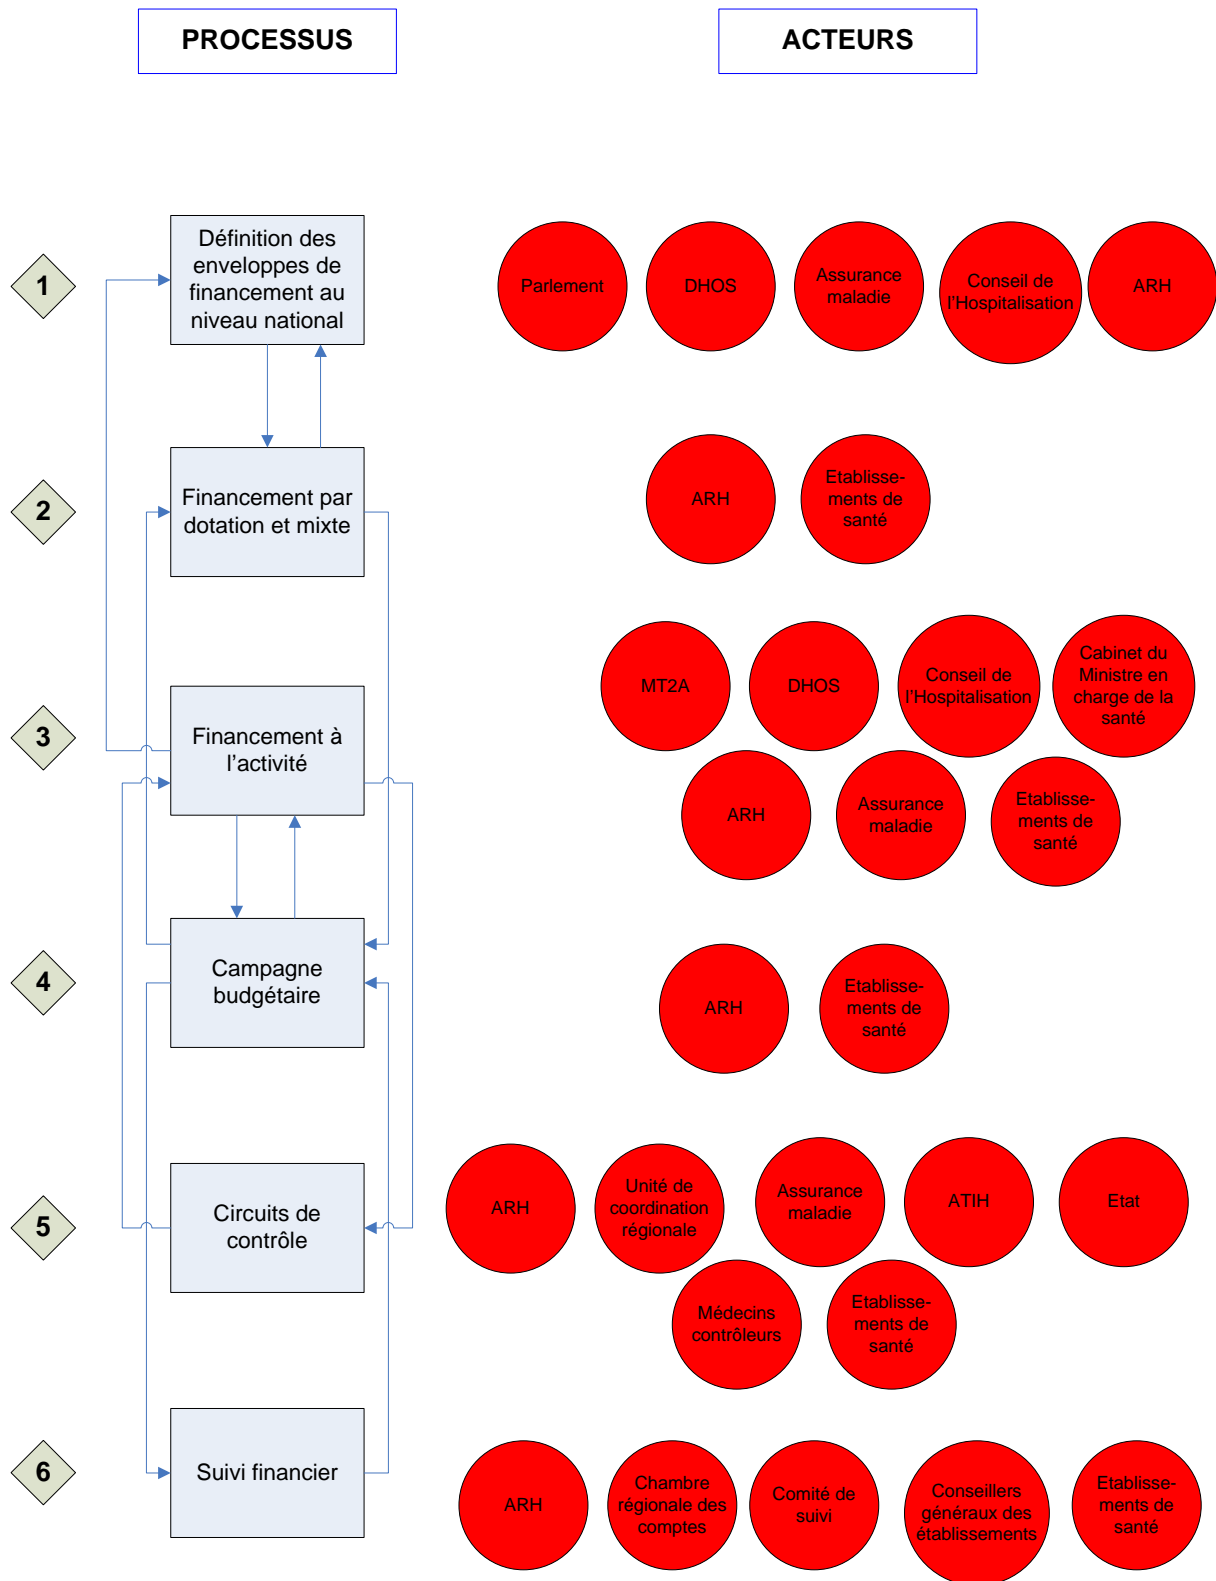 PROCESSUS
ACTEURS
1
Définition des
enveloppes de
financement au
niveau national
Parlement
DHOS
Assurance
maladie
Conseil de
l'Hospitalisation
ARH
2
Financement par
dotation et mixte
ARH
Etablisse-
ments de
santé
3
Financement à
l'activité
MT2A
DHOS
Conseil de
l'Hospitalisation
Cabinet du
Ministre en
charge de la
santé
ARH
Assurance
maladie
Etablisse-
ments de
santé
4
Campagne
budgétaire
ARH
Etablisse-
ments de
santé
5
Circuits de
contrôle
ARH
Unité de
coordination
régionale
Assurance
maladie
ATIH
Etat
Médecins
contrôleurs
Etablisse-
ments de
santé
6
Suivi financier
ARH
Chambre
régionale des
comptes
Comité de
suivi
Conseillers
généraux des
établissements
Etablisse-
ments de
santé